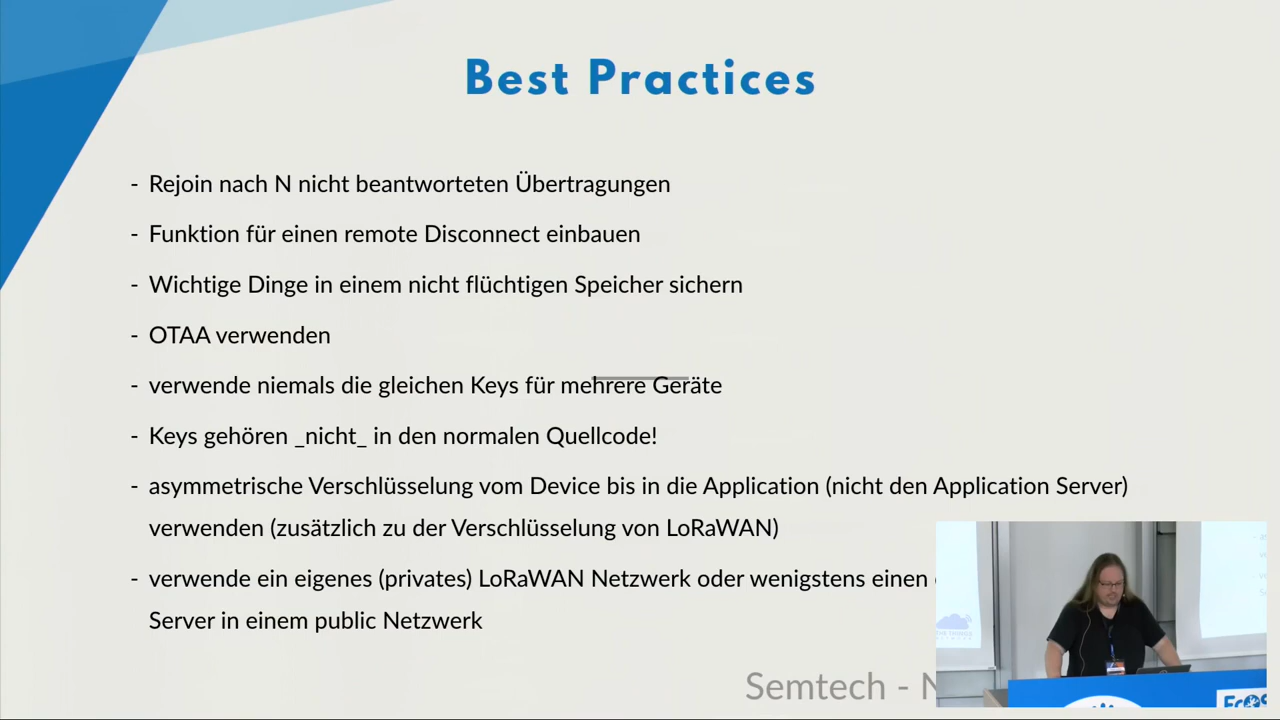 Best Practices
- Rejoin nach N nicht beantworteten Übertragungen
- Funktion für einen remote Disconnect einbauen
- Wichtige Dinge in einem nicht flüchtigen Speicher sichern
- OTAA verwenden
- verwende niemals die gleichen Keys für mehrere Geräte
- Keys gehören _nicht_ in den normalen Quellcode!
- asymmetrische Verschlüsselung vom Device bis in die Application (nicht den Application Server)
verwenden (zusätzlich zu der Verschlüsselung von LoRaWAN)
- verwende ein eigenes (privates) LoRaWAN Netzwerk oder wenigstens einen
Server in einem public Netzwerk
Semtech -